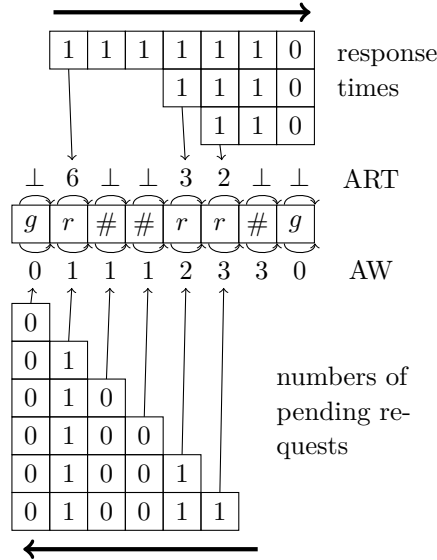 1 1 1 1 1 1 0 response
1 1 1 0 times
1 1 0
⊥ 6 ⊥ ⊥ 3 2 ⊥ ⊥ ART
g r # # r r # g
0 1 1 1 2 3 3 0 AW
0
0 1
0 1 0 numbers of
0 1 0 0 pending re-
0 1 0 0 1 quests
0 1 0 0 1 1